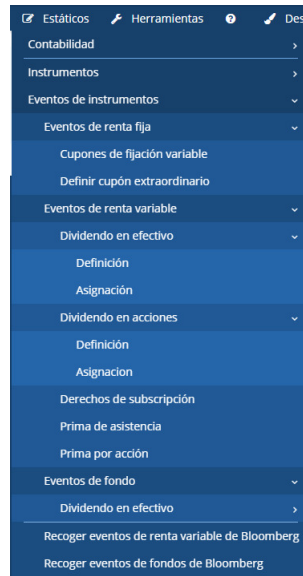 Estáticos Herramientas ? Des
Contabilidad
Instrumentos
Eventos de instrumentos
Eventos de renta fija
Cupones de fijación variable
Definir cupón extraordinario
Eventos de renta variable
Dividendo en efectivo
Definición
Asignación
Dividendo en acciones
Definición
Asignacion
Derechos de subscripción
Prima de asistencia
Prima por acción
Eventos de fondo
Dividendo en efectivo
Recoger eventos de renta variable de Bloomberg
Recoger eventos de fondos de Bloomberg